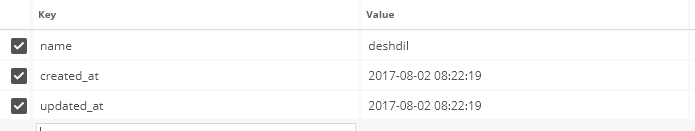 Key Value
name deshdil
created_at 2017-08-02 08:22:19
updated_at 2017-08-02 08:22:19